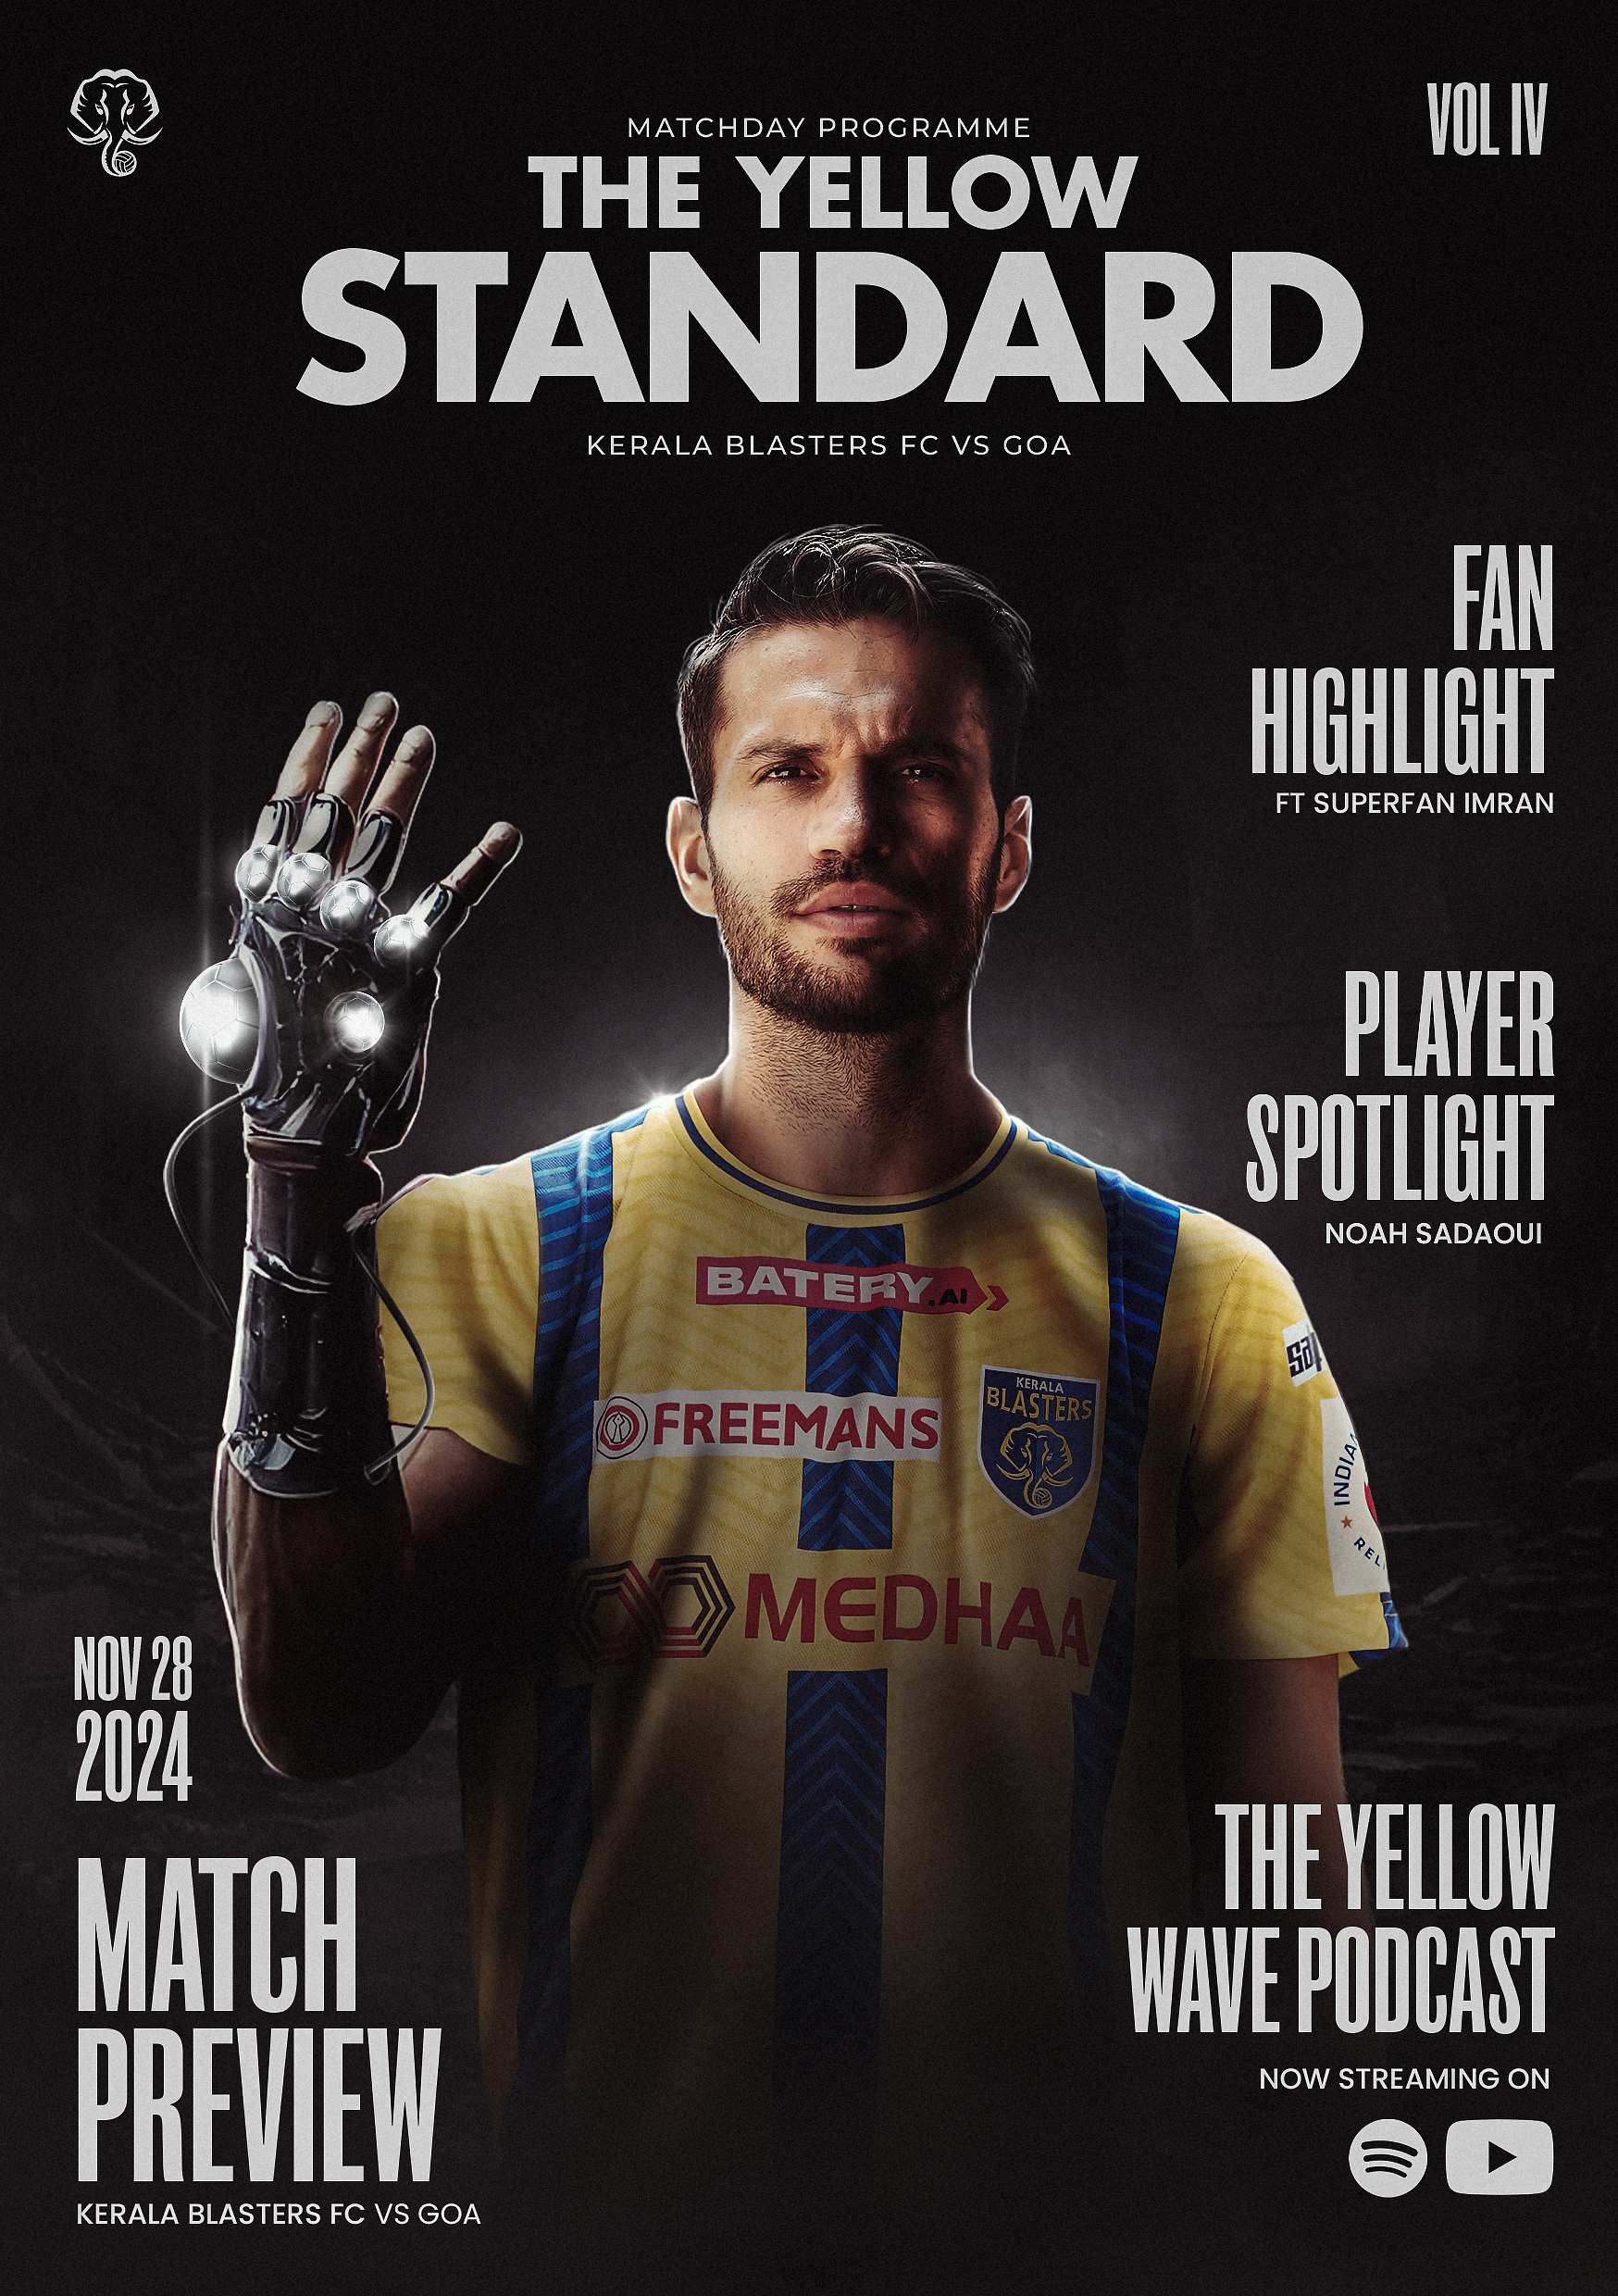 VOL IV
MATCHDAY PROGRAMME
THE YELLOW
STANDARD
KERALA BLASTERS FC VS GOA
FAN
HIGHLIGHT
FT SUPERFAN IMRAN
PLAYER
SPOTLIGHT
NOAH SADAOUI
BATERY.AI
FREEMANS
KERALA
BLASTERS
MEDHAA
INDIA
NOV 28
2024
MATCH
PREVIEW
KERALA BLASTERS FC VS GOA
THE YELLOW
WAVE PODCAST
NOW STREAMING ON